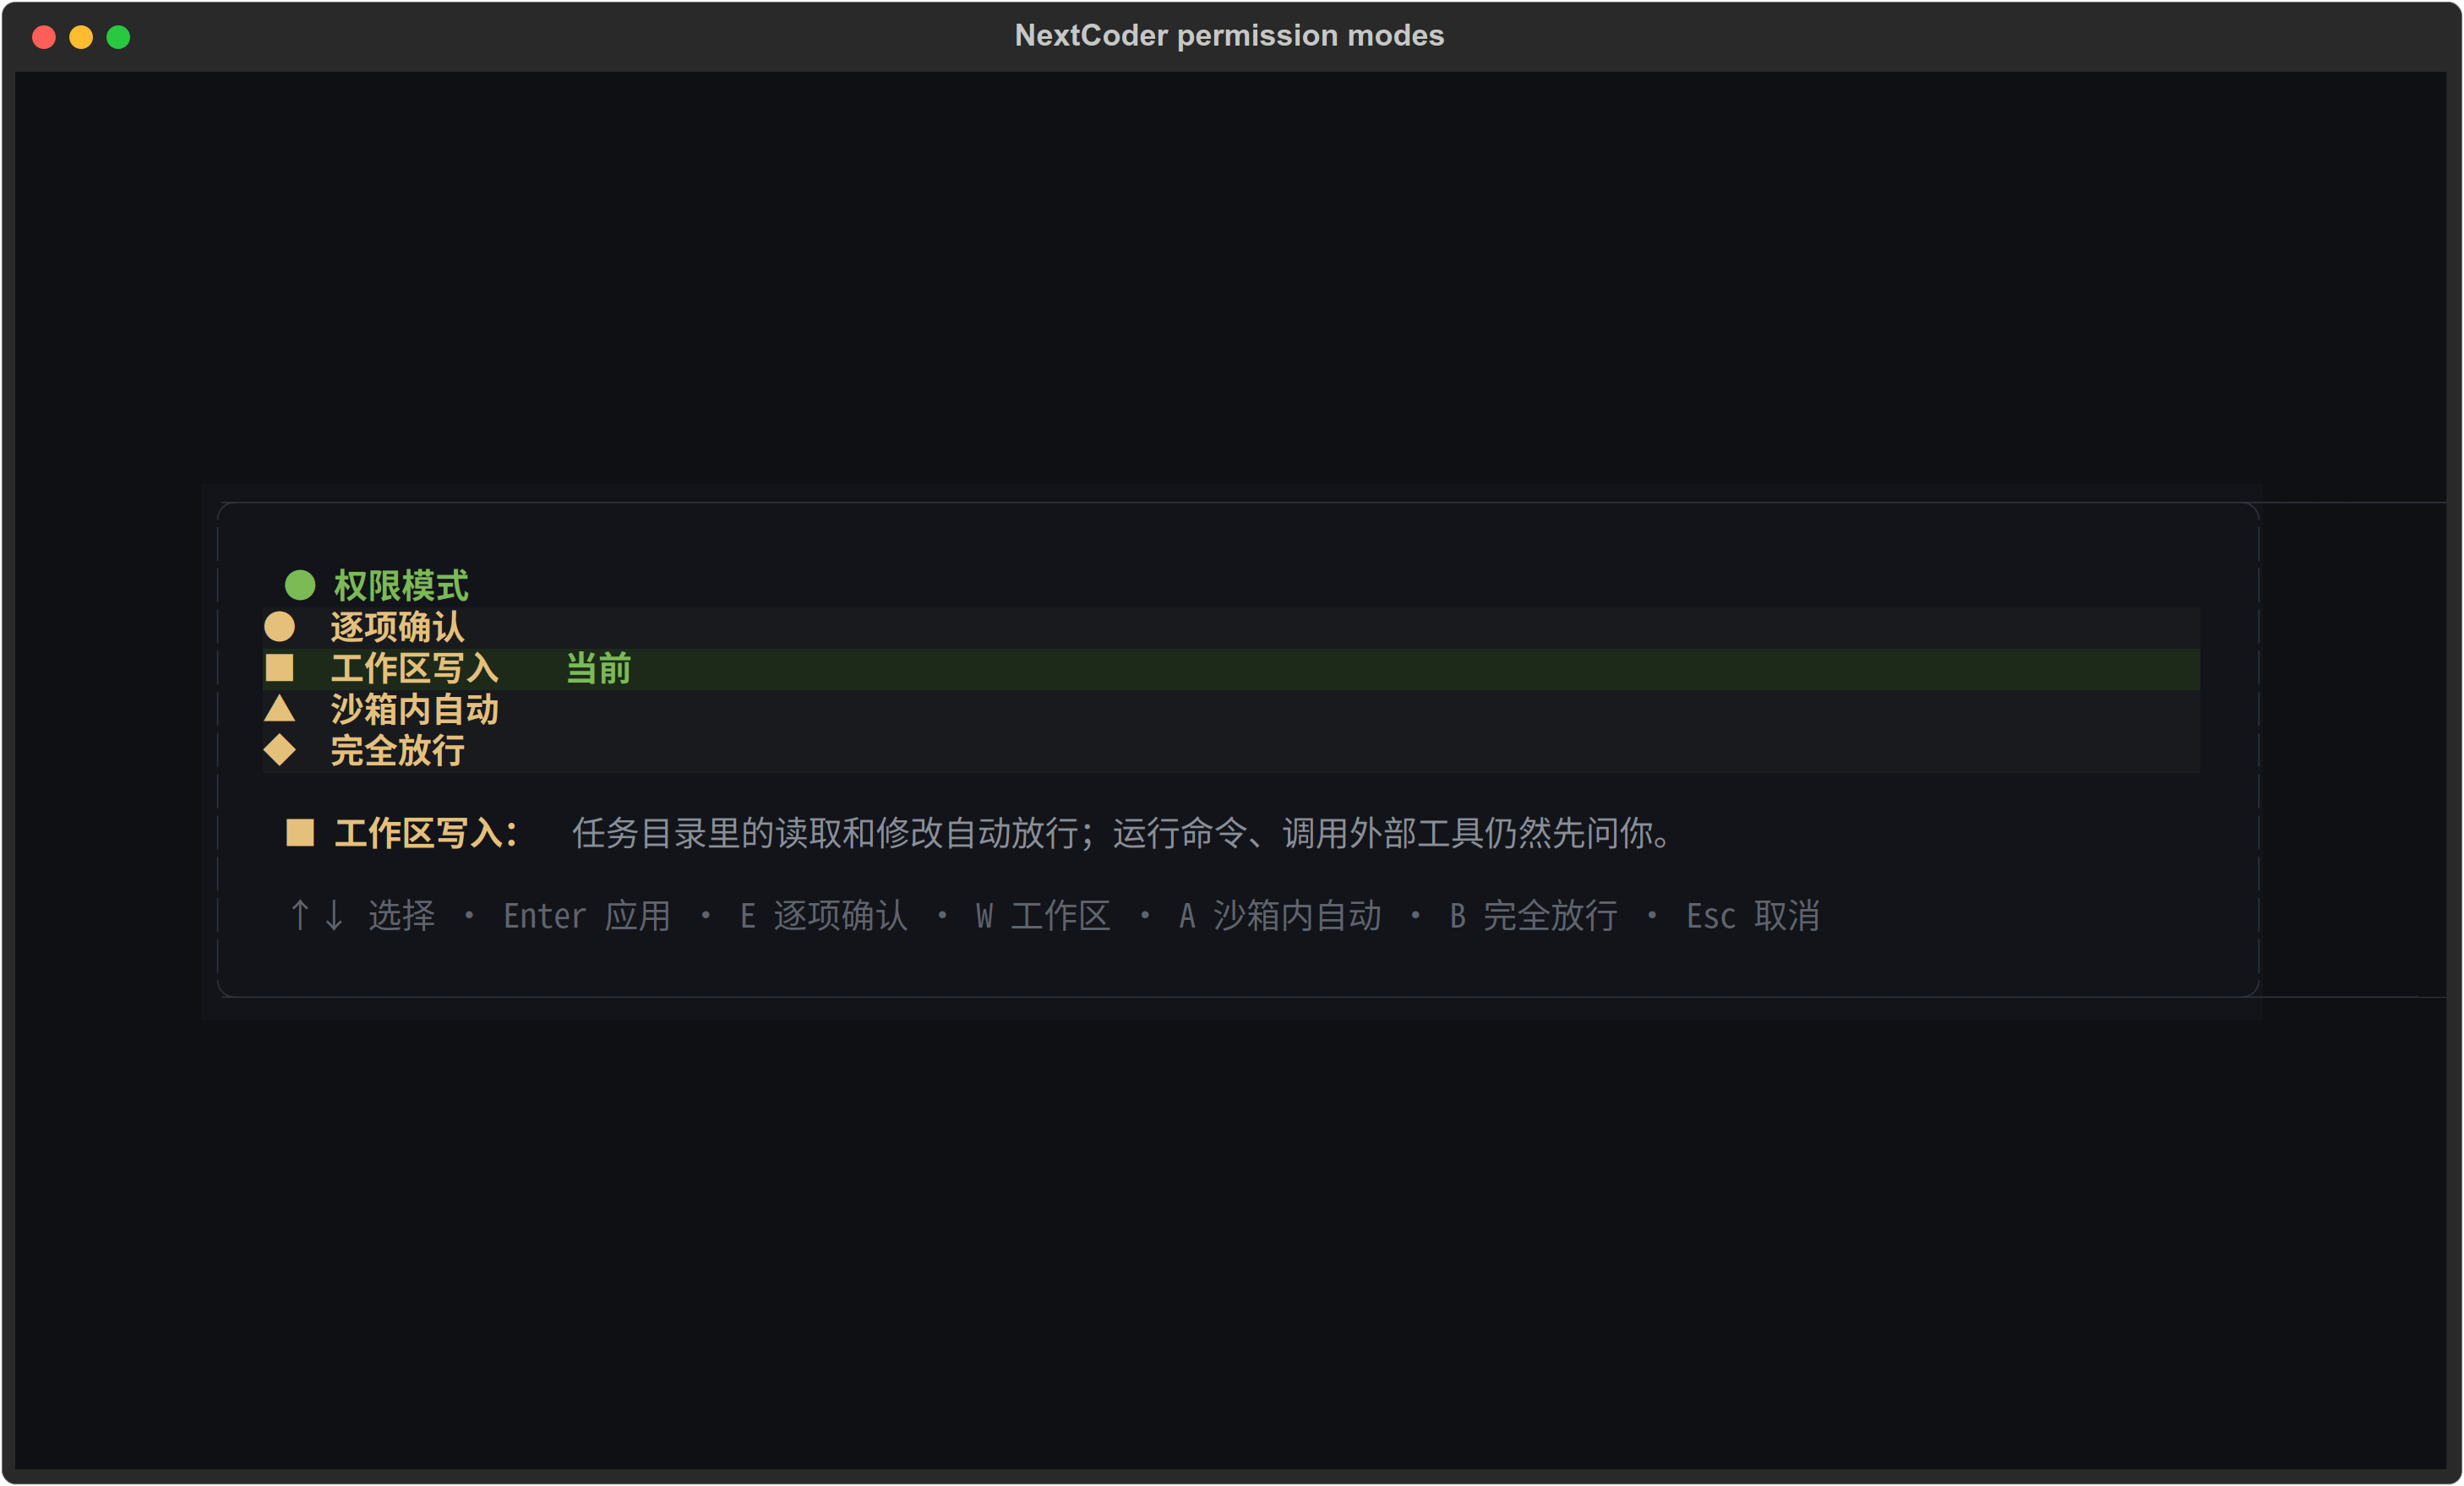 NextCoder permission modes
● 权限模式
● 逐项确认
■ 工作区写入 当前
▲ 沙箱内自动
◆ 完全放行
■ 工作区写入： 任务目录里的读取和修改自动放行；运行命令、调用外部工具仍然先问你。
↑↓ 选择 · Enter 应用 · E 逐项确认 · W 工作区 · A 沙箱内自动 · B 完全放行 · Esc 取消